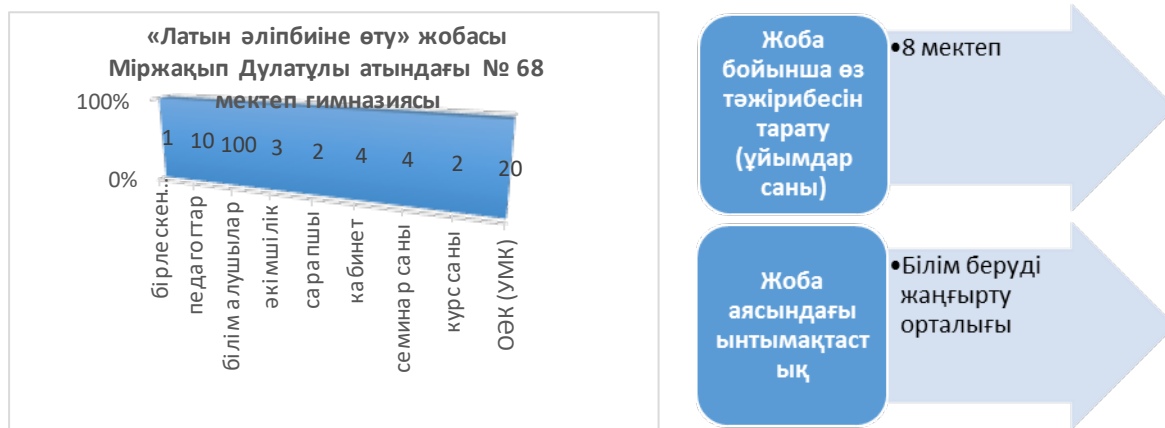 «Латын әліпбиіне өту» жобасы
Міржақып Дулатұлы атындағы № 68
мектеп гимназиясы
100%
0%
1 10 100 3 2 4 4 2 20
бірлескен...
педагогтар
білім алушылар
әкімшілік
сарапшы
кабинет
семинар саны
курс саны
ОӘК (УМК)
Жоба
бойынша өз
тәжірибесін
тарату
(ұйымдар
саны)
•8 мектеп
Жоба
аясындағы
ынтымақтаст
ық
•Білім беруді
жаңғырту
орталығы